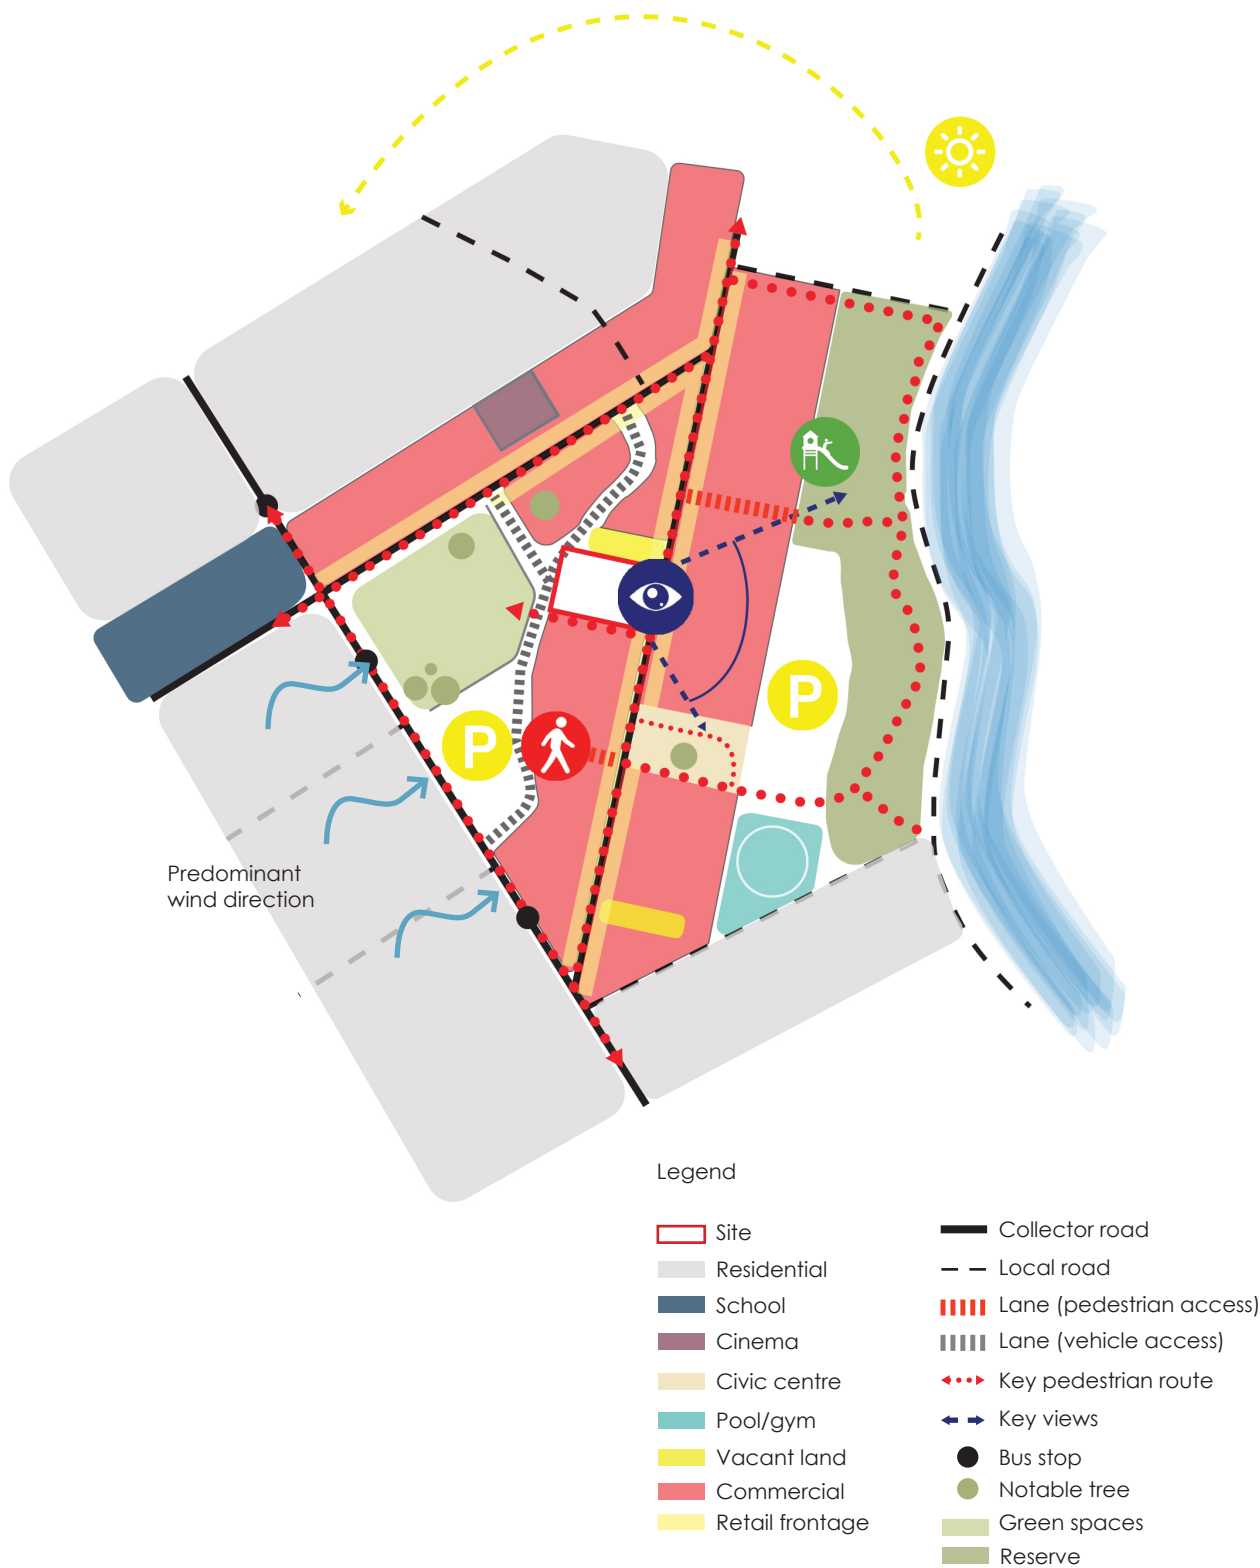 P
P
Predominant
wind direction
Legend
Site
Residential
School
Cinema
Civic centre
Pool/gym
Vacant land
Commercial
Retail frontage
Collector road
Local road
Lane (pedestrian access)
Lane (vehicle access)
Key pedestrian route
Key views
Bus stop
Notable tree
Green spaces
Reserve